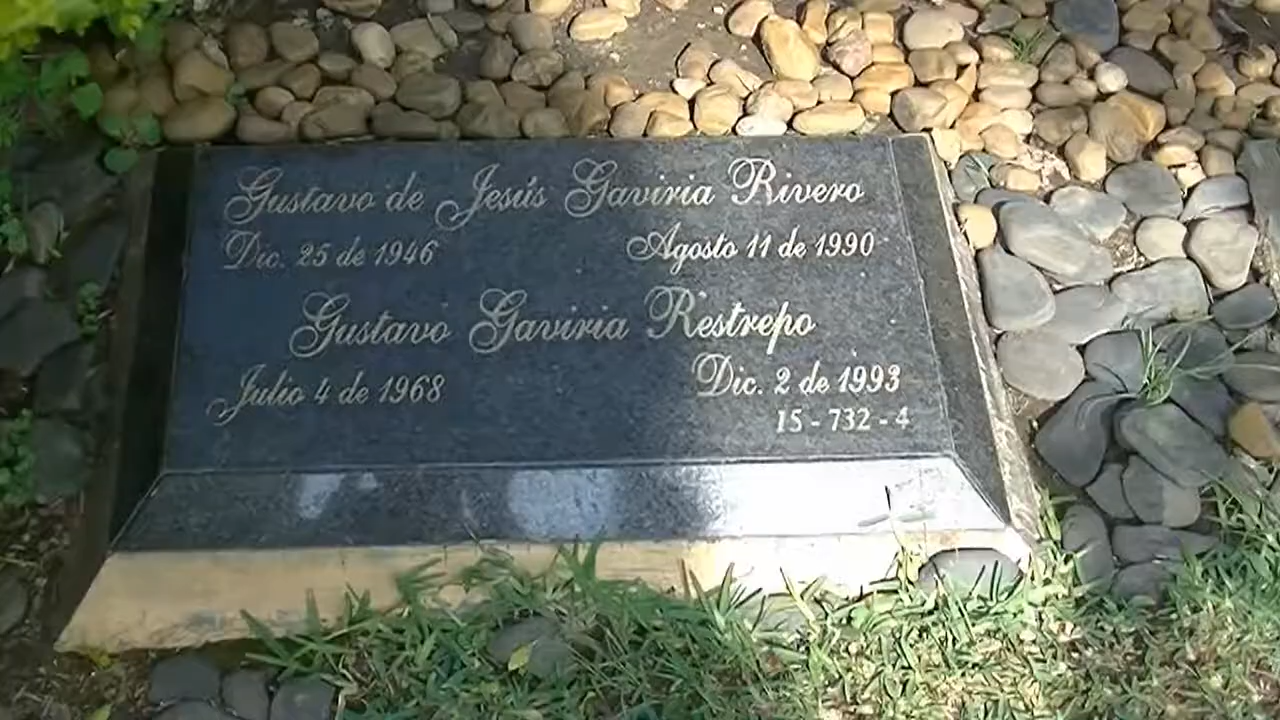 Gustavo de Jesús Gaviria Rivero
Dic. 25 de 1946 Agosto 11 de 1990
Gustavo Gaviria Restrepo
Julio 4 de 1968 Dic. 2 de 1993
15 - 732 - 4